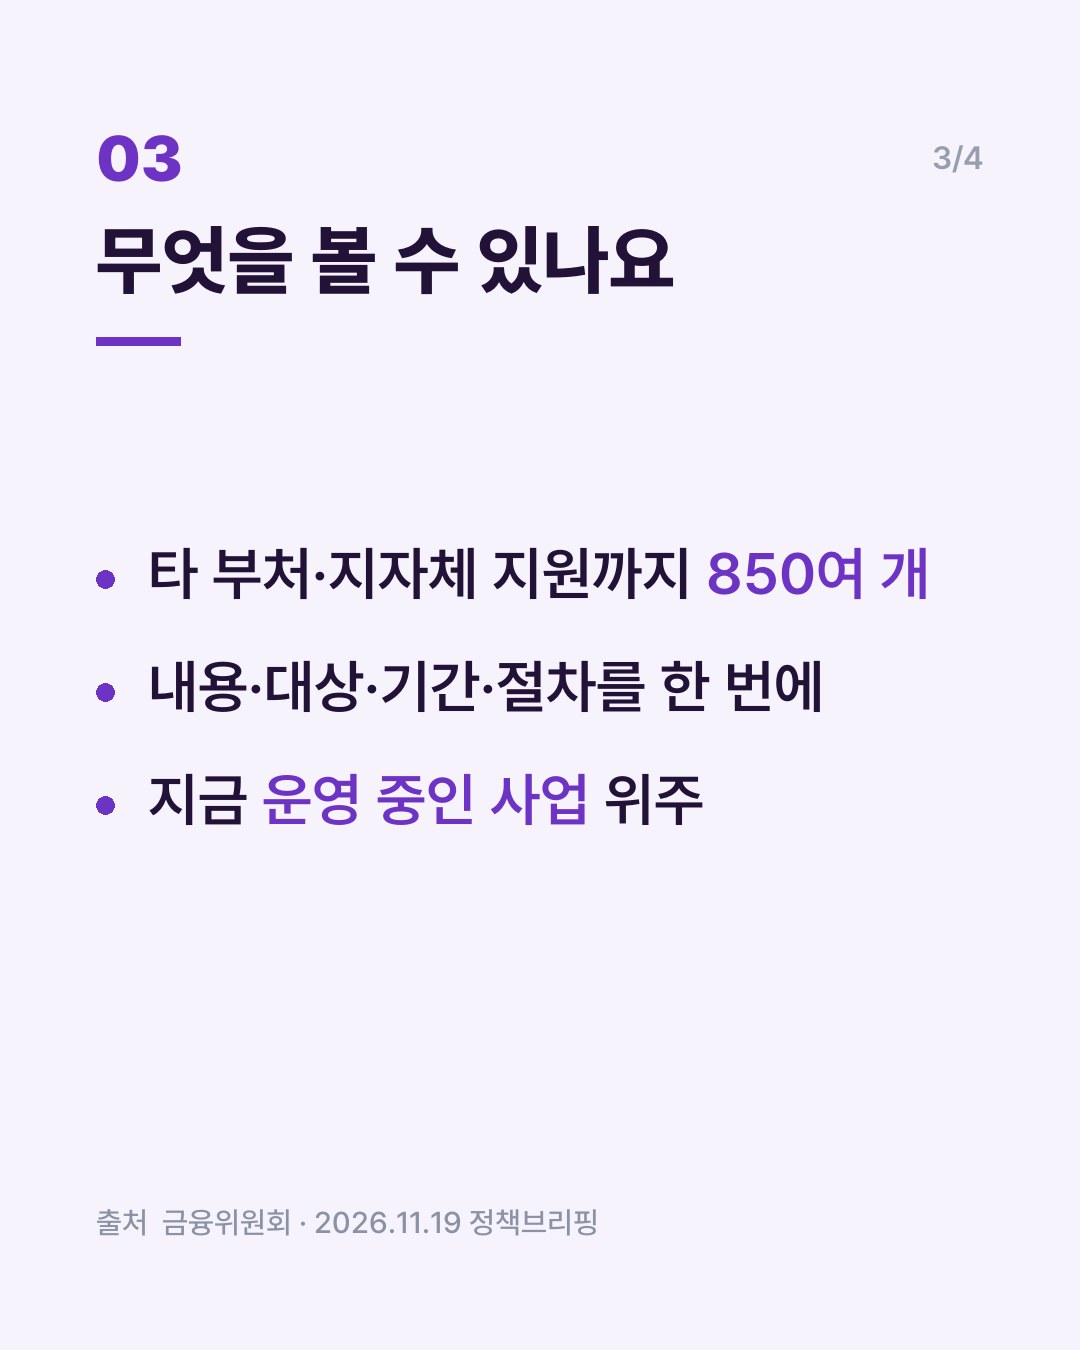 03
3/4
무엇을 볼 수 있나요
• 타 부처·지자체 지원까지 850여 개
• 내용·대상·기간·절차를 한 번에
• 지금 운영 중인 사업 위주
출처 금융위원회 · 2026.11.19 정책브리핑